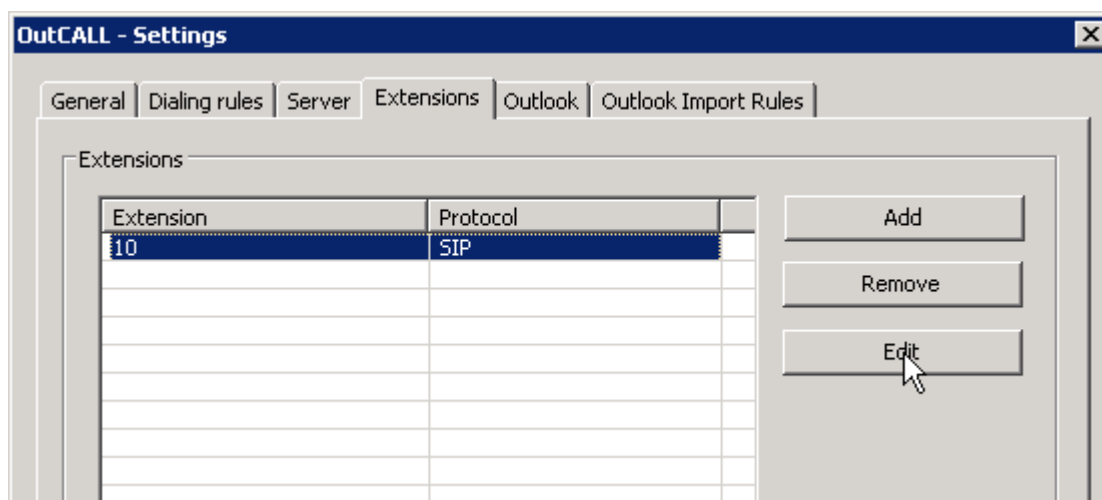 OutCALL - Settings
General Dialing rules Server Extensions Outlook Outlook Import Rules
Extensions
Extension Protocol Add
10 SIP
Remove
Edit